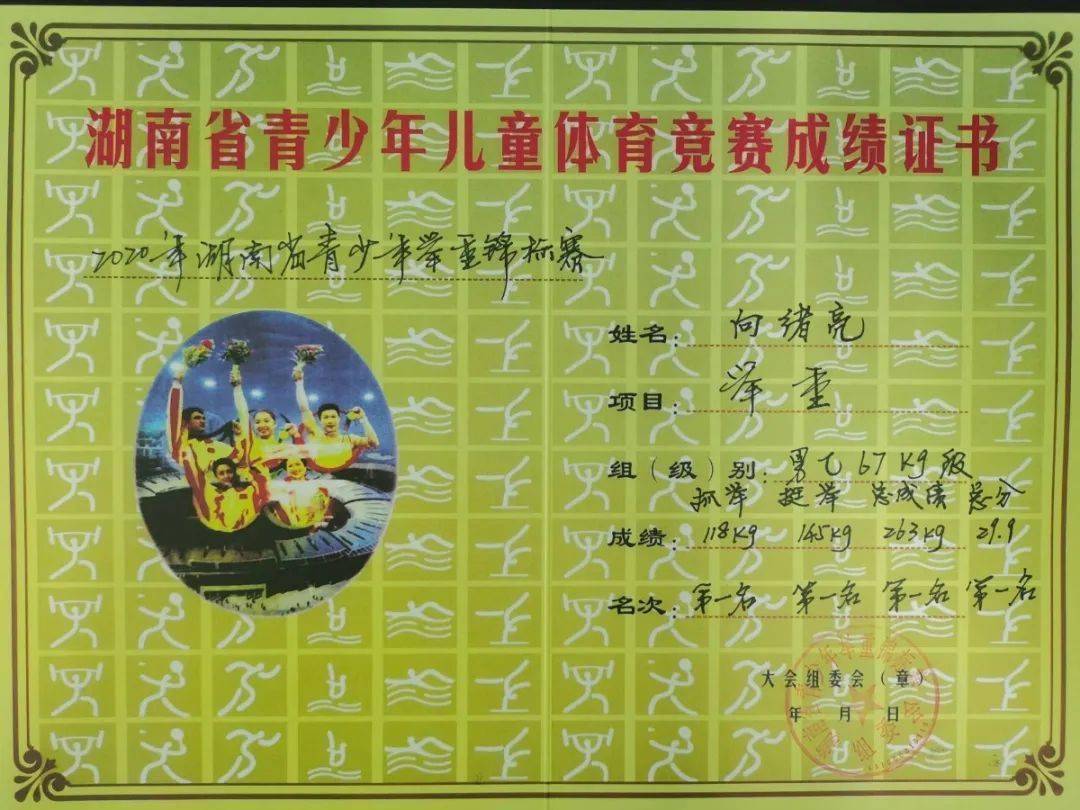 湖南省青少年儿童体育竞赛成绩证书
2020年湖南省青少年举重锦标赛
姓名：向绪亮
项目：举重
组（级）别：男乙67kg级
抓举 挺举 总成绩 总分
成绩：118kg 145kg 263kg 29.9
名次：第一名 第一名 第一名 第一名
大会组委会（章）
年 月 日